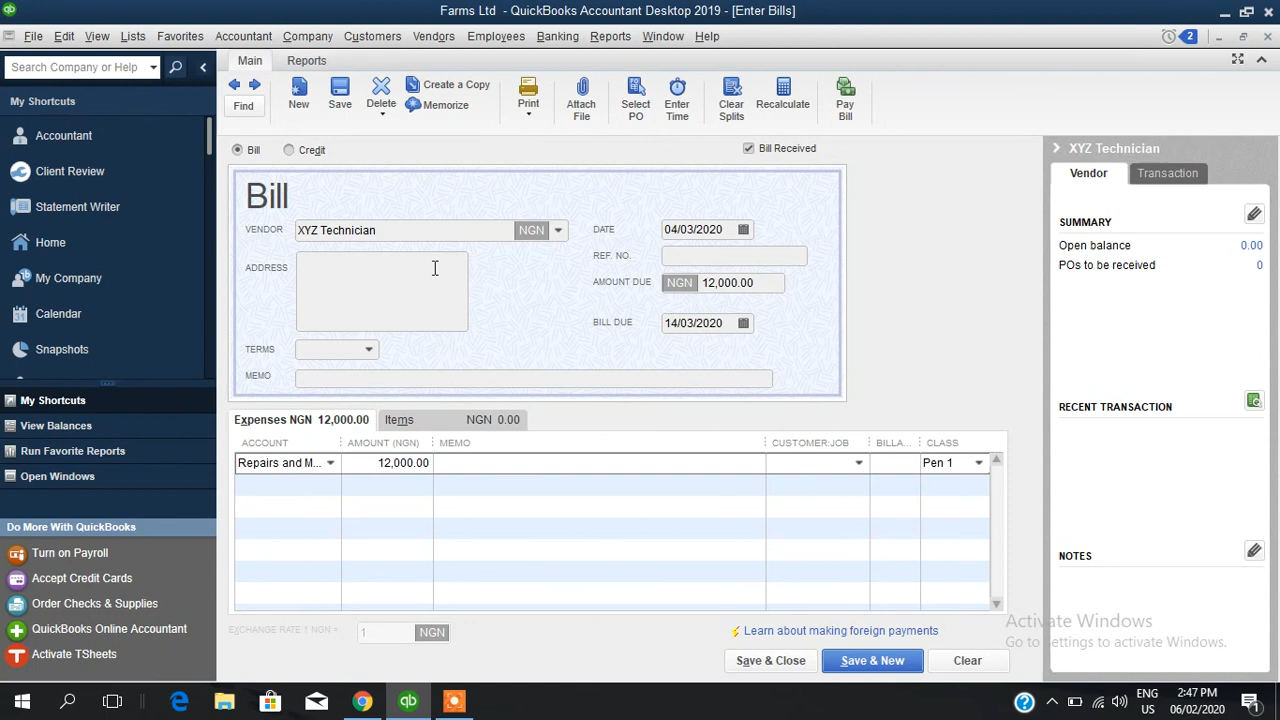 Farms Ltd - QuickBooks Accountant Desktop 2019 - [Enter Bills]
File Edit View Lists Favorites Accountant Company Customers Vendors Employees Banking Reports Window Help
2
Search Company or Help
My Shortcuts
Accountant
Client Review
Statement Writer
Home
My Company
Calendar
Snapshots
My Shortcuts
View Balances
Run Favorite Reports
Open Windows
Do More With QuickBooks
Turn on Payroll
Accept Credit Cards
Order Checks & Supplies
QuickBooks Online Accountant
Activate TSheets
Main Reports
Find
New
Save
Delete
Create a Copy
Memorize
Print
Attach File
Select PO
Enter Time
Clear Splits
Recalculate
Pay Bill
Bill Credit Bill Received
Bill
VENDOR XYZ Technician NGN
DATE 04/03/2020
ADDRESS
REF. NO.
AMOUNT DUE NGN 12,000.00
BILL DUE 14/03/2020
TERMS
MEMO
Expenses NGN 12,000.00 Items NGN 0.00
ACCOUNT AMOUNT (NGN) MEMO CUSTOMER:JOB BILLA... CLASS
Repairs and M... 12,000.00 Pen 1
EXCHANGE RATE 1 NGN = 1 NGN
Learn about making foreign payments
Save & Close Save & New Clear
XYZ Technician
Vendor Transaction
SUMMARY
Open balance 0.00
POs to be received 0
RECENT TRANSACTION
NOTES
Activate Windows
Go to Settings to activate Windows.
ENG
US
2:47 PM
06/02/2020
1